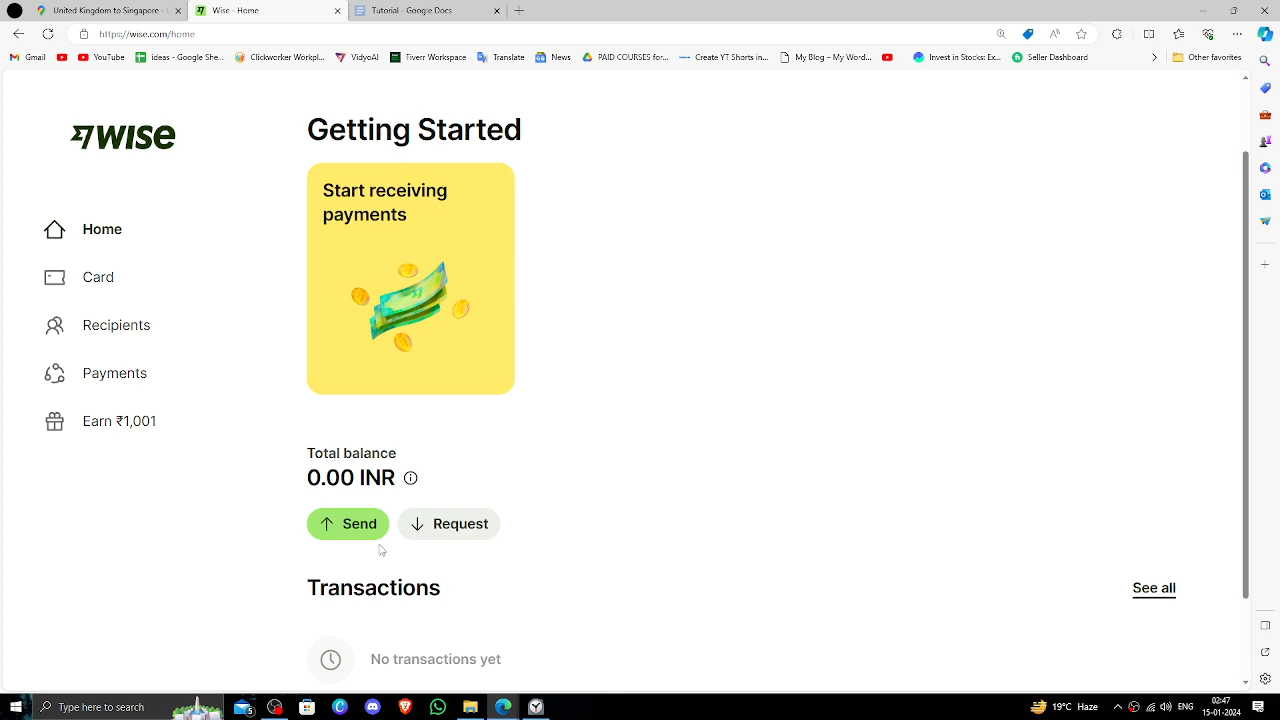 United Kingdom to Singapore -
Wise - Home
Tutorial - Google Docs
https://wise.com/home
Gmail
YouTube
ideas - Google She...
Clickworker Workpl...
VidyoAI
Fiverr Workspace
Translate
News
PAID COURSES for...
Create YT Shorts in...
My Blog – My Word...
Invest in Stocks: Ex...
Seller Dashboard
Other favorites
WISE
Home
Card
Recipients
Payments
Earn ₹1,001
Getting Started
Start receiving
payments
Total balance
0.00 INR
Send
Request
Transactions
See all
No transactions yet
Type here to search
19°C Haze
ENG
02:47
15-01-2024